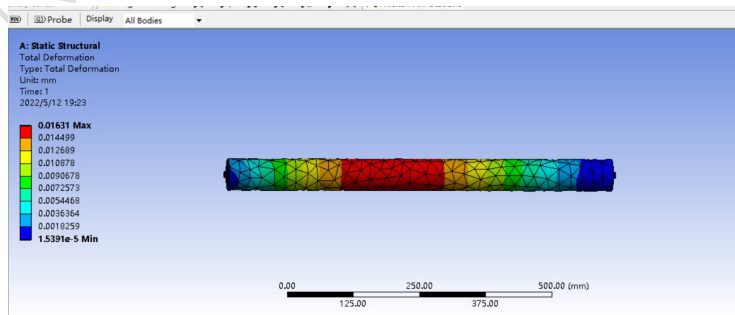 Probe Display All Bodies
A: Static Structural
Total Deformation
Type: Total Deformation
Unit: mm
Time: 1
2022/5/12 19:23
0.01631 Max
0.014499
0.012689
0.010878
0.0090678
0.0072573
0.0054468
0.0036364
0.0018259
1.5391e-5 Min
0.00 250.00 500.00 (mm)
125.00 375.00